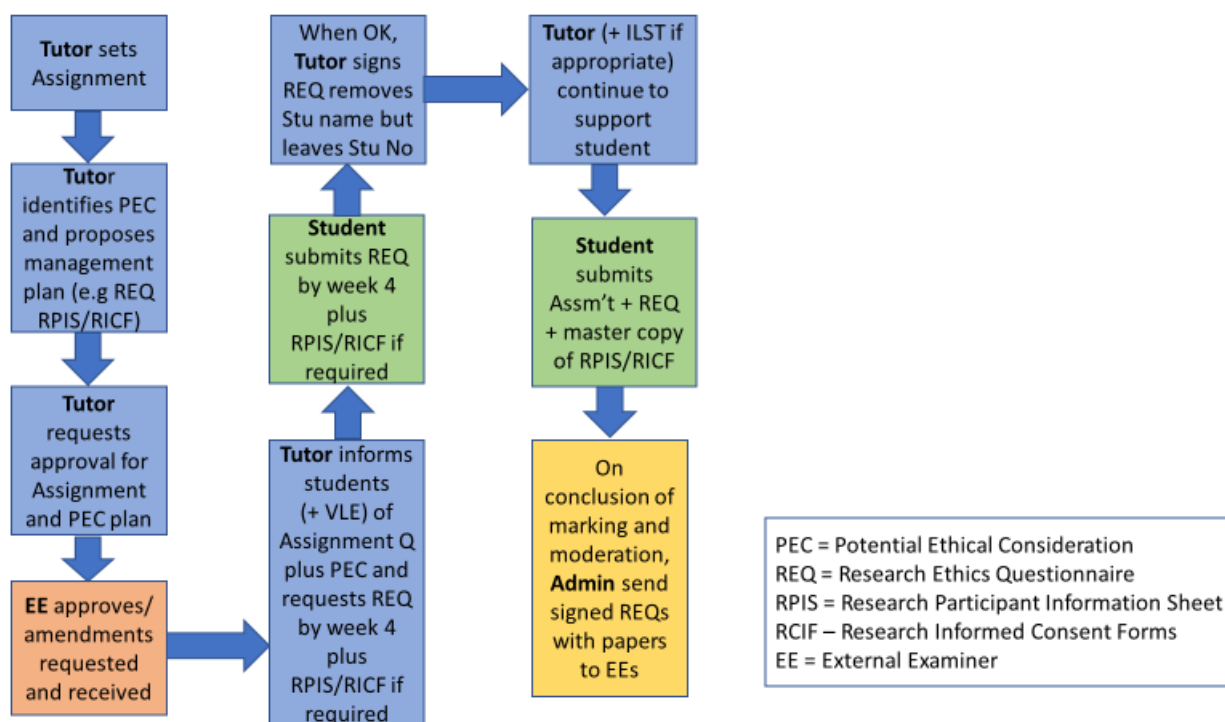 Tutor sets
Assignment
Tutor
identifies PEC
and proposes
management
plan (e.g REQ
RPIS/RICF)
Tutor
requests
approval for
Assignment
and PEC plan
EE approves/
amendments
requested
and received
Tutor informs
students
(+ VLE) of
Assignment Q
plus PEC and
requests REQ
by week 4
plus
RPIS/RICF if
required
Student
submits REQ
by week 4
plus
RPIS/RICF if
required
When OK,
Tutor signs
REQ removes
Stu name but
leaves Stu No
Tutor (+ ILST if
appropriate)
continue to
support
student
Student
submits
Assm't + REQ
+ master copy
of RPIS/RICF
On
conclusion of
marking and
moderation,
Admin send
signed REQs
with papers
to EEs
PEC = Potential Ethical Consideration
REQ = Research Ethics Questionnaire
RPIS = Research Participant Information Sheet
RCIF – Research Informed Consent Forms
EE = External Examiner